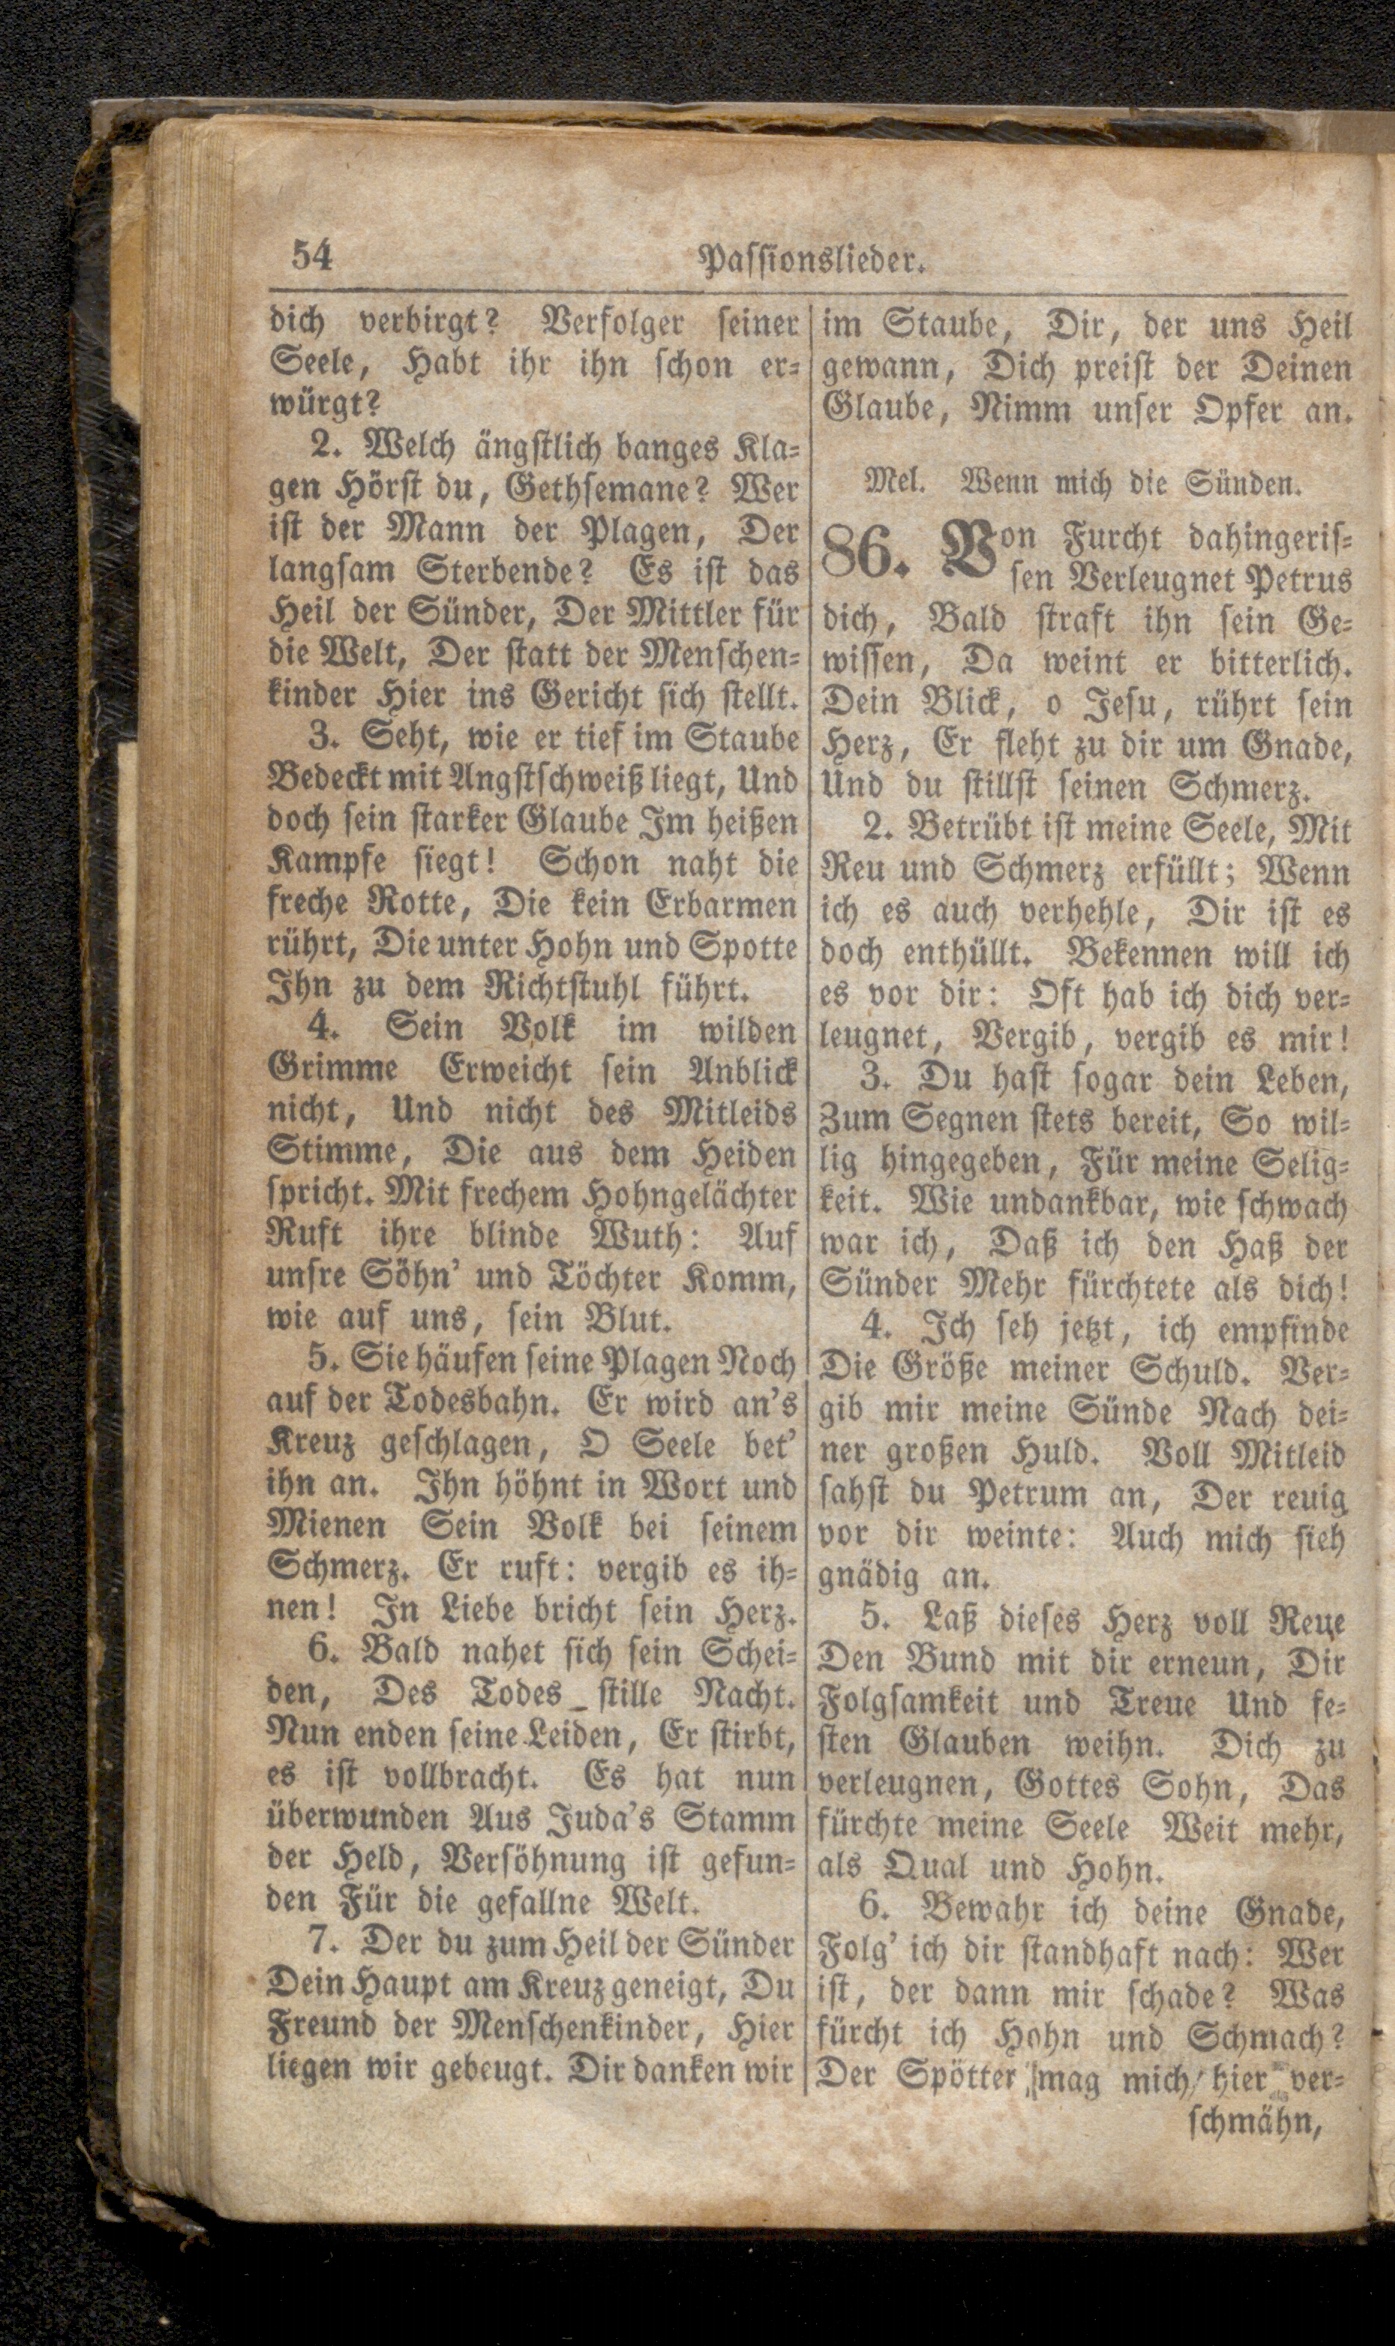 54
Passionslieder.
dich verbirgt? Verfolger seiner
Seele, Habt ihr ihn schon er-
würgt?
2. Welch ängstlich banges Kla-
gen Hörst du, Gethsemane? Wer
ist der Mann der Plagen, Der
langsam Sterbende? Es ist das
Heil der Sünder, Der Mittler für
die Welt, Der statt der Menschen-
kinder Hier ins Gericht sich stellt.
3. Seht, wie er tief im Staube
Bedeckt mit Angstschweiß liegt, Und
doch sein starker Glaube Im heißen
Kampfe siegt! Schon naht die
freche Rotte, Die kein Erbarmen
rührt, Die unter Hohn und Spotte
Ihn zu dem Richtstuhl führt.
4. Sein Volk im wilden
Grimme Erweicht sein Anblick
nicht, Und nicht des Mitleids
Stimme, Die aus dem Heiden
spricht. Mit frechem Hohngelächter
Ruft ihre blinde Wuth: Auf
unsre Söhn' und Töchter Komm,
wie auf uns, sein Blut.
5. Sie häufen seine Plagen Noch
auf der Todesbahn. Er wird an's
Kreuz geschlagen, O Seele bet'
ihn an. Ihn höhnt in Wort und
Mienen Sein Volk bei seinem
Schmerz. Er ruft: vergib es ih-
nen! In Liebe bricht sein Herz.
6. Bald nahet sich sein Schei-
den, Des Todes stille Nacht.
Nun enden seine Leiden, Er stirbt,
es ist vollbracht. Es hat nun
überwunden Aus Juda's Stamm
der Held, Versöhnung ist gefun-
den Für die gefallne Welt.
7. Der du zum Heil der Sünder
Dein Haupt am Kreuz geneigt, Du
Freund der Menschenkinder, Hier
liegen wir gebeugt. Dir danken wir
im Staube, Dir, der uns Heil
gewann, Dich preist der Deinen
Glaube, Nimm unser Opfer an.
Mel. Wenn mich die Sünden.
86. Von Furcht dahingeris-
sen Verleugnet Petrus
dich, Bald straft ihn sein Ge-
wissen, Da weint er bitterlich.
Dein Blick, o Jesu, rührt sein
Herz, Er fleht zu dir um Gnade,
Und du stillst seinen Schmerz.
2. Betrübt ist meine Seele, Mit
Reu und Schmerz erfüllt; Wenn
ich es auch verhehle, Dir ist es
doch enthüllt. Bekennen will ich
es vor dir: Oft hab ich dich ver-
leugnet, Vergib, vergib es mir!
3. Du hast sogar dein Leben,
Zum Segnen stets bereit, So wil-
lig hingegeben, Für meine Selig-
keit. Wie undankbar, wie schwach
war ich, Daß ich den Haß der
Sünder Mehr fürchtete als dich!
4. Ich seh jetzt, ich empfinde
Die Größe meiner Schuld. Ver-
gib mir meine Sünde Nach dei-
ner großen Huld. Voll Mitleid
sahst du Petrum an, Der reuig
vor dir weinte: Auch mich sieh
gnädig an.
5. Laß dieses Herz voll Reue
Den Bund mit dir erneun, Dir
Folgsamkeit und Treue Und fe-
sten Glauben weihn. Dich zu
verleugnen, Gottes Sohn, Das
fürchte meine Seele Weit mehr,
als Qual und Hohn.
6. Bewahr ich deine Gnade,
Folg' ich dir standhaft nach: Wer
ist, der dann mir schade? Was
fürcht ich Hohn und Schmach?
Der Spötter mag mich hier ver-
schmähn,